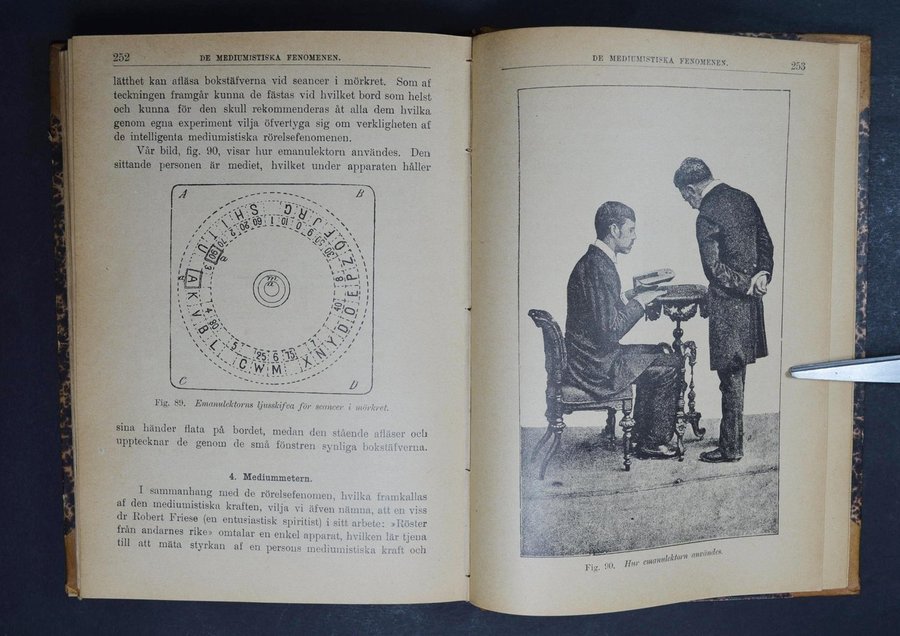 252
DE MEDIUMISTISKA FENOMENEN.
lätthet kan afläsa bokstäfverna vid seancer i mörkret. Som af
teckningen framgår kunna de fästas vid hvilket bord som helst
och kunna för den skull rekommenderas åt alla dem hvilka
genom egna experiment vilja öfvertyga sig om verkligheten af
de intelligenta mediumistiska rörelsefenomenen.
Vår bild, fig. 90, visar hur emanulektorn användes. Den
sittande personen är mediet, hvilket under apparaten håller
A
B
C
D
Fig. 89. Emanulektorns ljusskifva för seancer i mörkret.
sina händer flata på bordet, medan den stående afläser och
upptecknar de genom de små fönstren synliga bokstäfverna.
4. Mediummetern.
I sammanhang med de rörelsefenomen, hvilka framkallas
af den mediumistiska kraften, vilja vi äfven nämna, att en viss
dr Robert Friese (en entusiastisk spiritist) i sitt arbete: »Röster
från andarnes rike» omtalar en enkel apparat, hvilken lär tjena
till att mäta styrkan af en persons mediumistiska kraft och
DE MEDIUMISTISKA FENOMENEN.
253
Fig. 90. Hur emanulektorn användes.